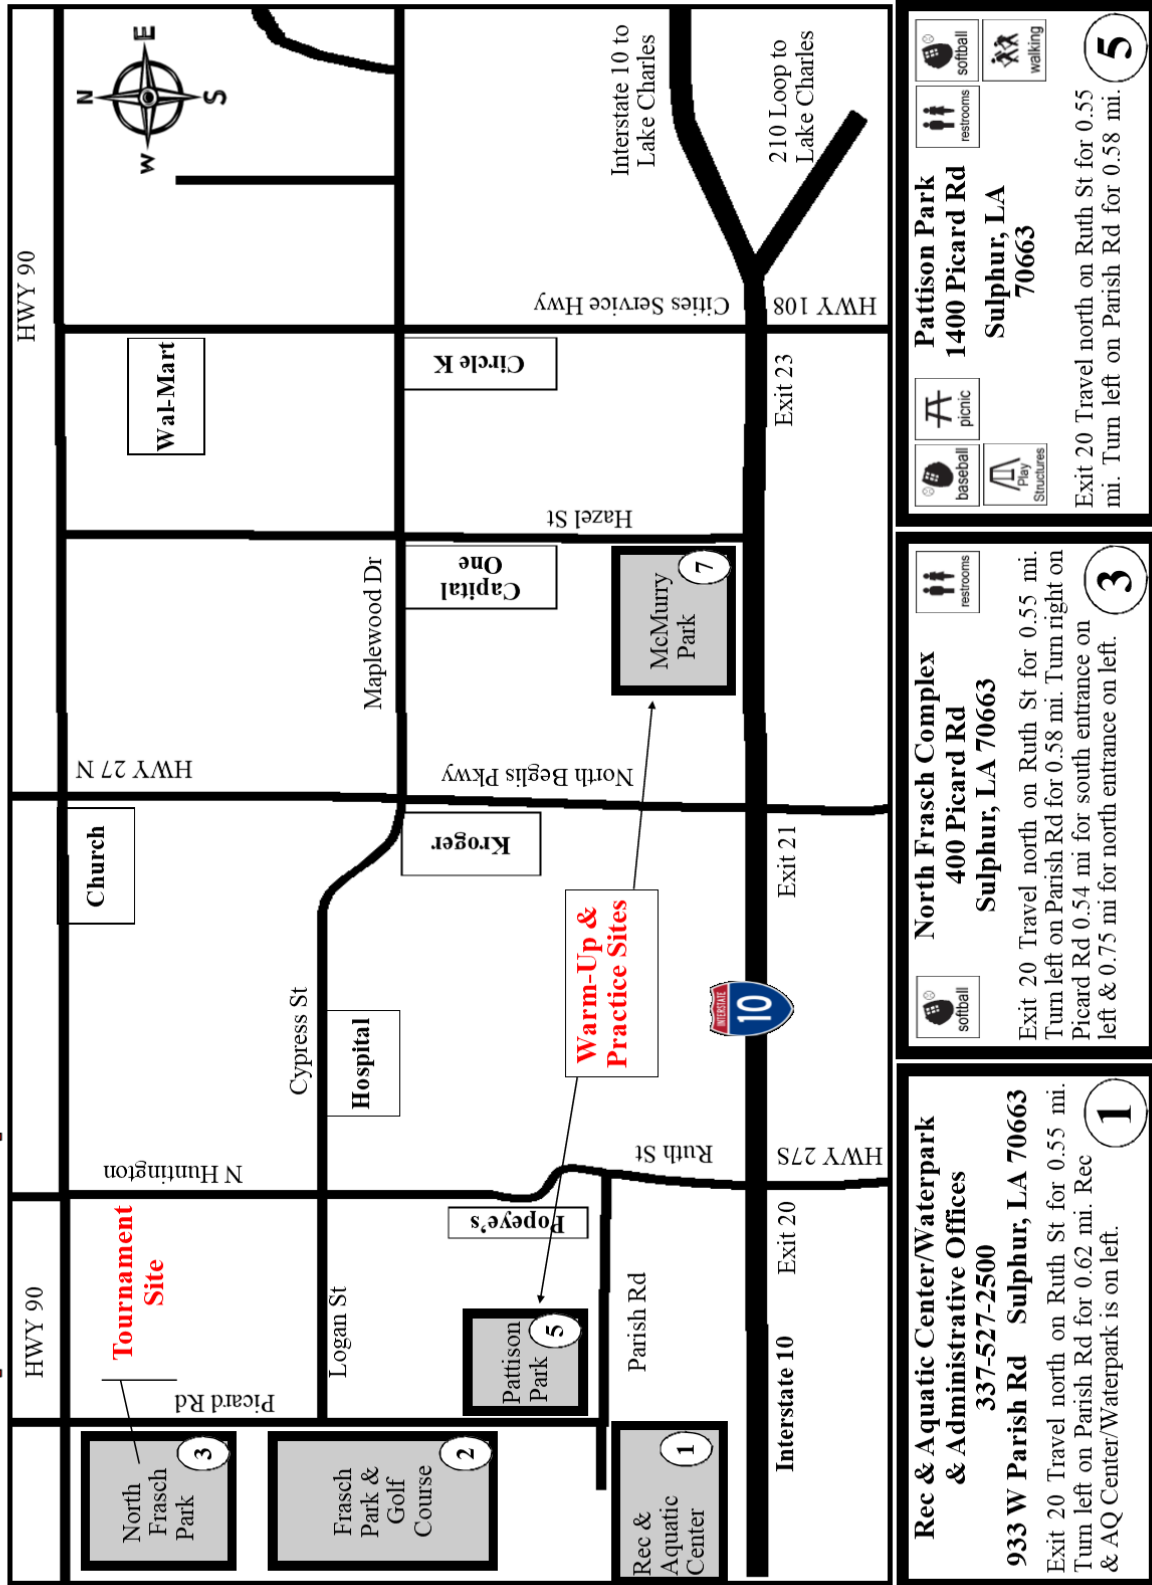 HWY 90
HWY 90
N
E
S
W
Tournament
Site
North
Frasch
Park
3
Picard Rd
Frasch
Park &
Golf
Course
2
Logan St
N Huntington
Church
HWY 27 N
Wal-Mart
Maplewood Dr
Cypress St
Hospital
Kroger
North Beglis Pkwy
Capital
One
Hazel St
Circle K
Cities Service Hwy
HWY 108
Interstate 10 to
Lake Charles
210 Loop to
Lake Charles
Popeye's
Pattison
Park
5
Warm-Up &
Practice Sites
McMurry
Park
7
Rec &
Aquatic
Center
1
Parish Rd
Ruth St
HWY 27S
INTERSTATE
10
Interstate 10
Exit 20
Exit 21
Exit 23
Rec & Aquatic Center/Waterpark
& Administrative Offices
337-527-2500
933 W Parish Rd Sulphur, LA 70663
Exit 20 Travel north on Ruth St for 0.55 mi.
Turn left on Parish Rd for 0.62 mi. Rec
& AQ Center/Waterpark is on left.
1
softball
North Frasch Complex
400 Picard Rd
Sulphur, LA 70663
restrooms
Exit 20 Travel north on Ruth St for 0.55 mi.
Turn left on Parish Rd for 0.58 mi. Turn right on
Picard Rd 0.54 mi for south entrance on
left & 0.75 mi for north entrance on left.
3
baseball
picnic
Play
Structures
Pattison Park
1400 Picard Rd
Sulphur, LA
70663
restrooms
softball
walking
Exit 20 Travel north on Ruth St for 0.55
mi. Turn left on Parish Rd for 0.58 mi.
5